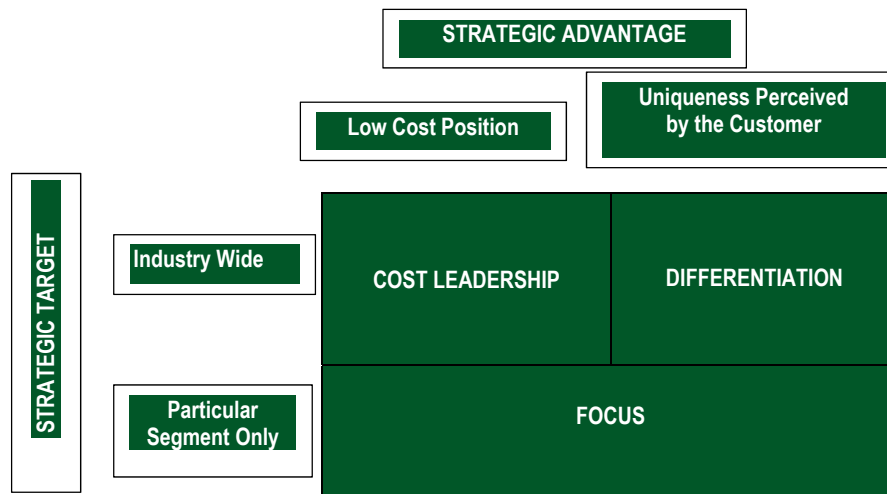 STRATEGIC ADVANTAGE
Low Cost Position
Uniqueness Perceived
by the Customer
STRATEGIC TARGET
Industry Wide
COST LEADERSHIP
DIFFERENTIATION
Particular
Segment Only
FOCUS